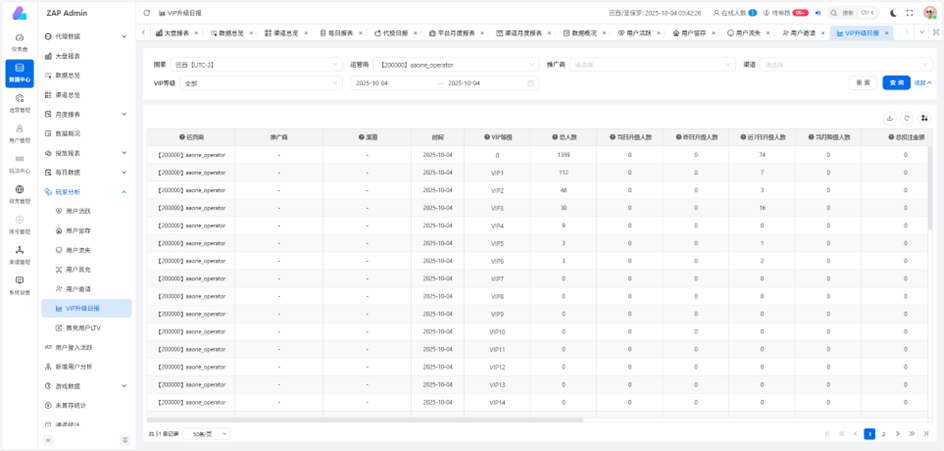 ZAP Admin
VIP升级日报
巴西/圣保罗: 2025-10-04 03:42:26
在线人数
待审核 99+
搜索 Ctrl K
大盘报表 × 数据总览 × 渠道总览 × 每日报表 × 代投日报 × 平台月度报表 × 渠道月度报表 × 数据概况 × 用户活跃 × 用户留存 × 用户流失 × 用户邀请 × VIP升级日报 ×
仪表盘
数据中心
运营管理
用户管理
玩法中心
财务管理
账号管理
渠道管理
系统设置
代理数据
大盘报表
数据总览
渠道总览
月度报表
数据概况
投放报表
每日数据
玩家分析
用户活跃
用户留存
用户流失
用户首充
用户邀请
VIP升级日报
首充用户LTV
用户登入活跃
新增用户分析
游戏数据
未首存统计
国家 巴西【UTC-3】 运营商 【200000】aaone_operator 推广商 请选择 渠道 请选择
VIP等级 全部 2025-10-04 → 2025-10-04 重置 查询 收起
运营商 推广商 渠道 时间 VIP等级 总人数 当日升级人数 昨日升级人数 近7日升级人数 当月降级人数 总投注金额
【200000】aaone_operator - - 2025-10-04 0 1359 0 0 74 0 0
【200000】aaone_operator - - 2025-10-04 VIP1 112 0 0 7 0 0
【200000】aaone_operator - - 2025-10-04 VIP2 48 0 0 3 0 0
【200000】aaone_operator - - 2025-10-04 VIP3 30 0 0 16 0 0
【200000】aaone_operator - - 2025-10-04 VIP4 9 0 0 0 0 0
【200000】aaone_operator - - 2025-10-04 VIP5 3 0 0 1 0 0
【200000】aaone_operator - - 2025-10-04 VIP6 3 0 0 2 0 0
【200000】aaone_operator - - 2025-10-04 VIP7 0 0 0 0 0 0
【200000】aaone_operator - - 2025-10-04 VIP8 0 0 0 0 0 0
【200000】aaone_operator - - 2025-10-04 VIP9 0 0 0 0 0 0
【200000】aaone_operator - - 2025-10-04 VIP10 0 0 0 0 0 0
【200000】aaone_operator - - 2025-10-04 VIP11 0 0 0 0 0 0
【200000】aaone_operator - - 2025-10-04 VIP12 0 0 0 0 0 0
【200000】aaone_operator - - 2025-10-04 VIP13 0 0 0 0 0 0
【200000】aaone_operator - - 2025-10-04 VIP14 0 0 0 0 0 0
共 51 条记录 50条/页 1 2